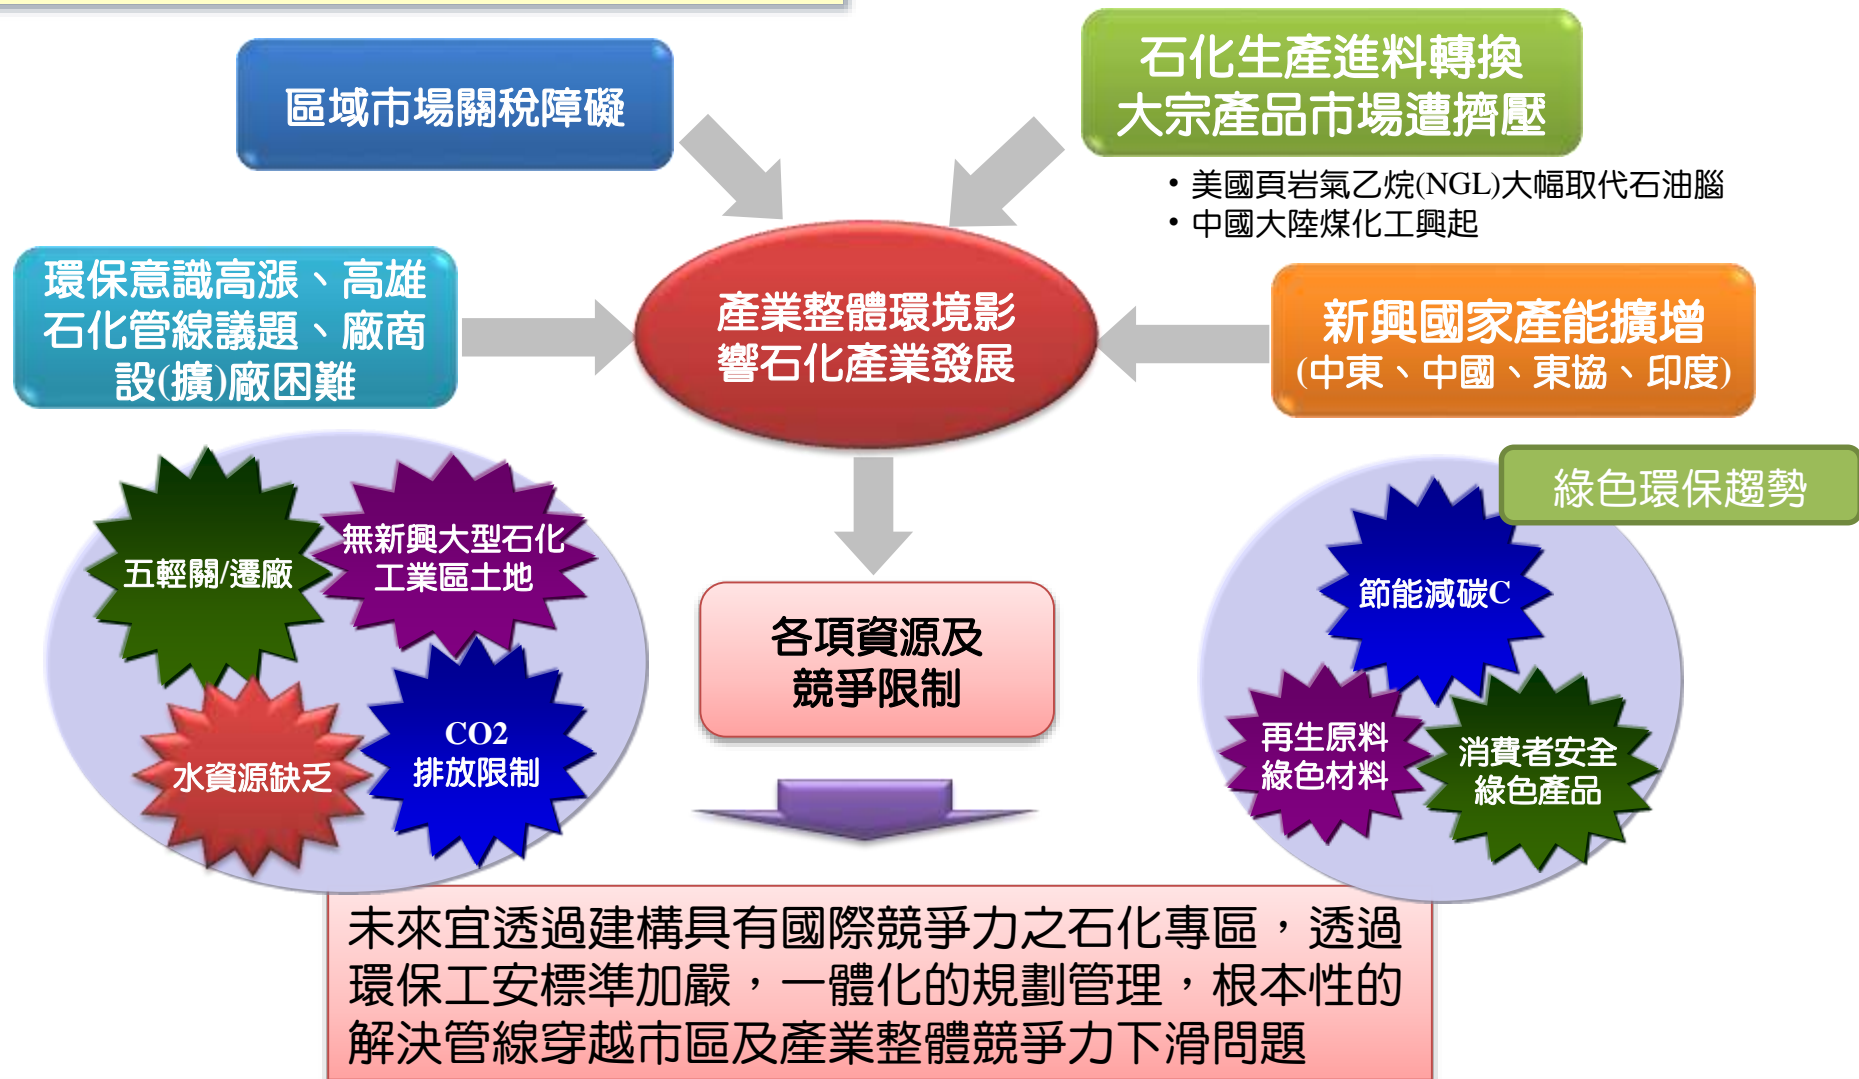 區域市場關稅障礙
石化生產進料轉換
大宗產品市場遭擠壓
•美國頁岩氣乙烷(NGL)大幅取代石油腦
•中國大陸煤化工興起
環保意識高漲、高雄
石化管線議題、廠商
設(擴)廠困難
產業整體環境影
響石化產業發展
新興國家產能擴增
(中東、中國、東協、印度)
五輕關/遷廠
無新興大型石化
工業區土地
水資源缺乏
CO2
排放限制
各項資源及
競爭限制
綠色環保趨勢
節能減碳C
再生原料
綠色材料
消費者安全
綠色產品
未來宜透過建構具有國際競爭力之石化專區，透過
環保工安標準加嚴，一體化的規劃管理，根本性的
解決管線穿越市區及產業整體競爭力下滑問題